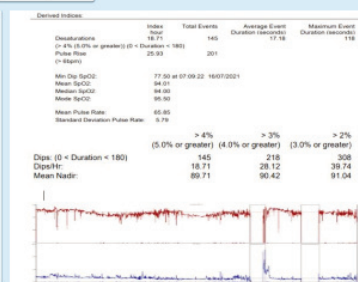 Derived Indices:
Index Total Events Average Event Maximum Event
hour Duration (seconds) Duration (seconds)
Desaturations 18.71 145 17.18 118
(> 4% (5.0% or greater)) (0 < Duration < 180)
Pulse Rise 25.93 201
(> 6bpm)
Min Dip SpO2: 77.50 at 07:09:22 16/07/2021
Mean SpO2: 94.01
Median SpO2: 94.00
Mode SpO2: 95.50
Mean Pulse Rate: 65.85
Standard Deviation Pulse Rate: 5.79
> 4% > 3% > 2%
(5.0% or greater) (4.0% or greater) (3.0% or greater)
Dips: (0 < Duration < 180) 145 218 308
Dips/Hr: 18.71 28.12 39.74
Mean Nadir: 89.71 90.42 91.04